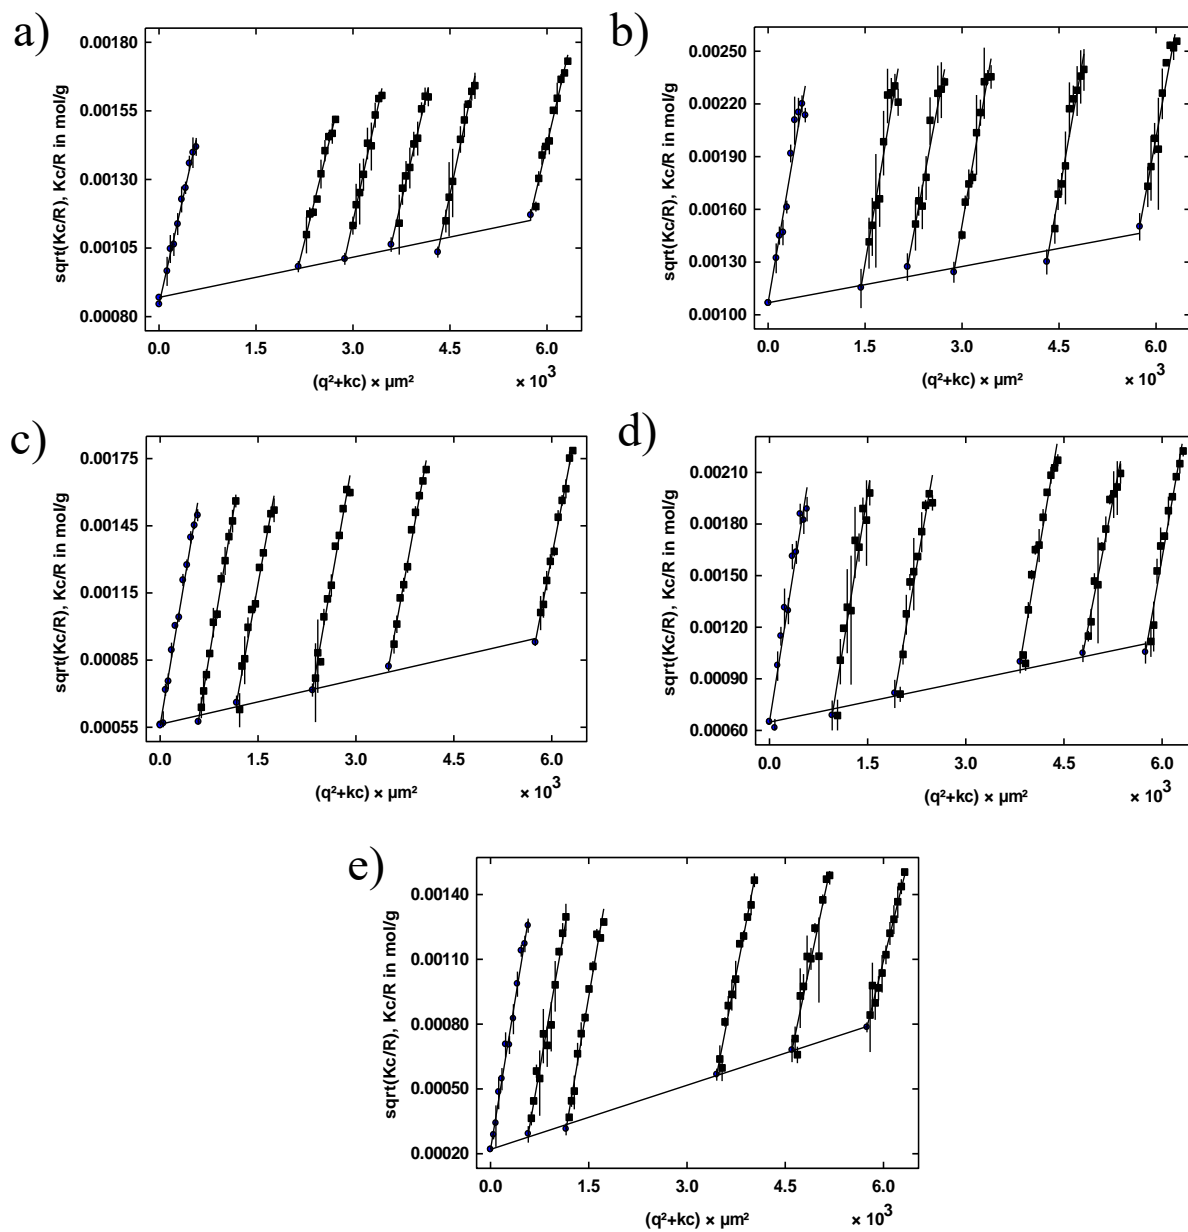 a)
sqrt(Kc/R), Kc/R in mol/g
0.00180
0.00155
0.00130
0.00105
0.00080
0.0 1.5 3.0 4.5 6.0
(q²+kc) × µm² × 10³
b)
sqrt(Kc/R), Kc/R in mol/g
0.00250
0.00220
0.00190
0.00160
0.00130
0.00100
0.0 1.5 3.0 4.5 6.0
(q²+kc) × µm² × 10³
c)
sqrt(Kc/R), Kc/R in mol/g
0.00175
0.00145
0.00115
0.00085
0.00055
0.0 1.5 3.0 4.5 6.0
(q²+kc) × µm² × 10³
d)
sqrt(Kc/R), Kc/R in mol/g
0.00210
0.00180
0.00150
0.00120
0.00090
0.00060
0.0 1.5 3.0 4.5 6.0
(q²+kc) × µm² × 10³
e)
sqrt(Kc/R), Kc/R in mol/g
0.00140
0.00110
0.00080
0.00050
0.00020
0.0 1.5 3.0 4.5 6.0
(q²+kc) × µm² × 10³